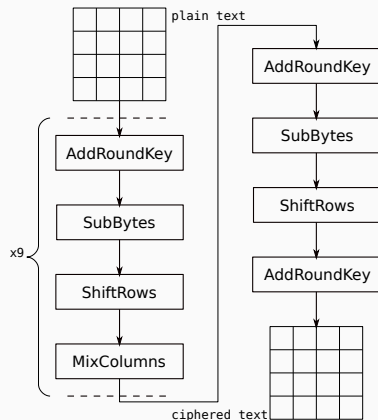 plain text
AddRoundKey
SubBytes
ShiftRows
MixColumns
x9
AddRoundKey
SubBytes
ShiftRows
AddRoundKey
ciphered text